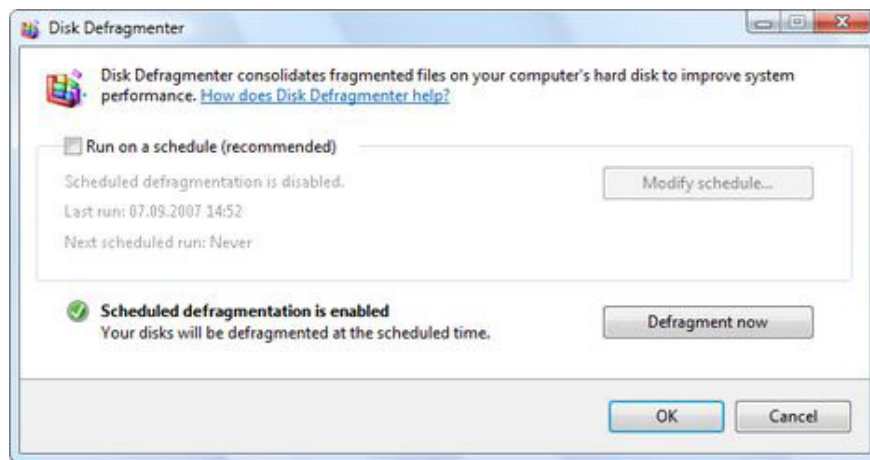 Disk Defragmenter
Disk Defragmenter consolidates fragmented files on your computer's hard disk to improve system
performance. How does Disk Defragmenter help?
Run on a schedule (recommended)
Scheduled defragmentation is disabled.
Modify schedule...
Last run: 07.09.2007 14:52
Next scheduled run: Never
Scheduled defragmentation is enabled
Your disks will be defragmented at the scheduled time.
Defragment now
OK
Cancel